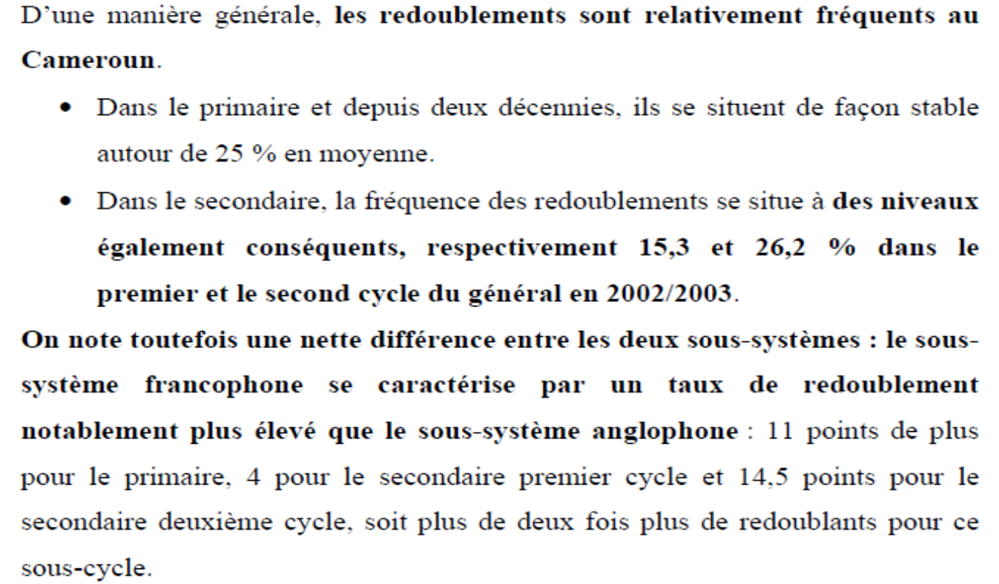 D’une manière générale, les redoublements sont relativement fréquents au
Cameroun.
• Dans le primaire et depuis deux décennies, ils se situent de façon stable
autour de 25 % en moyenne.
• Dans le secondaire, la fréquence des redoublements se situe à des niveaux
également conséquents, respectivement 15,3 et 26,2 % dans le
premier et le second cycle du général en 2002/2003.
On note toutefois une nette différence entre les deux sous-systèmes : le sous-
système francophone se caractérise par un taux de redoublement
notablement plus élevé que le sous-système anglophone : 11 points de plus
pour le primaire, 4 pour le secondaire premier cycle et 14,5 points pour le
secondaire deuxième cycle, soit plus de deux fois plus de redoublants pour ce
sous-cycle.